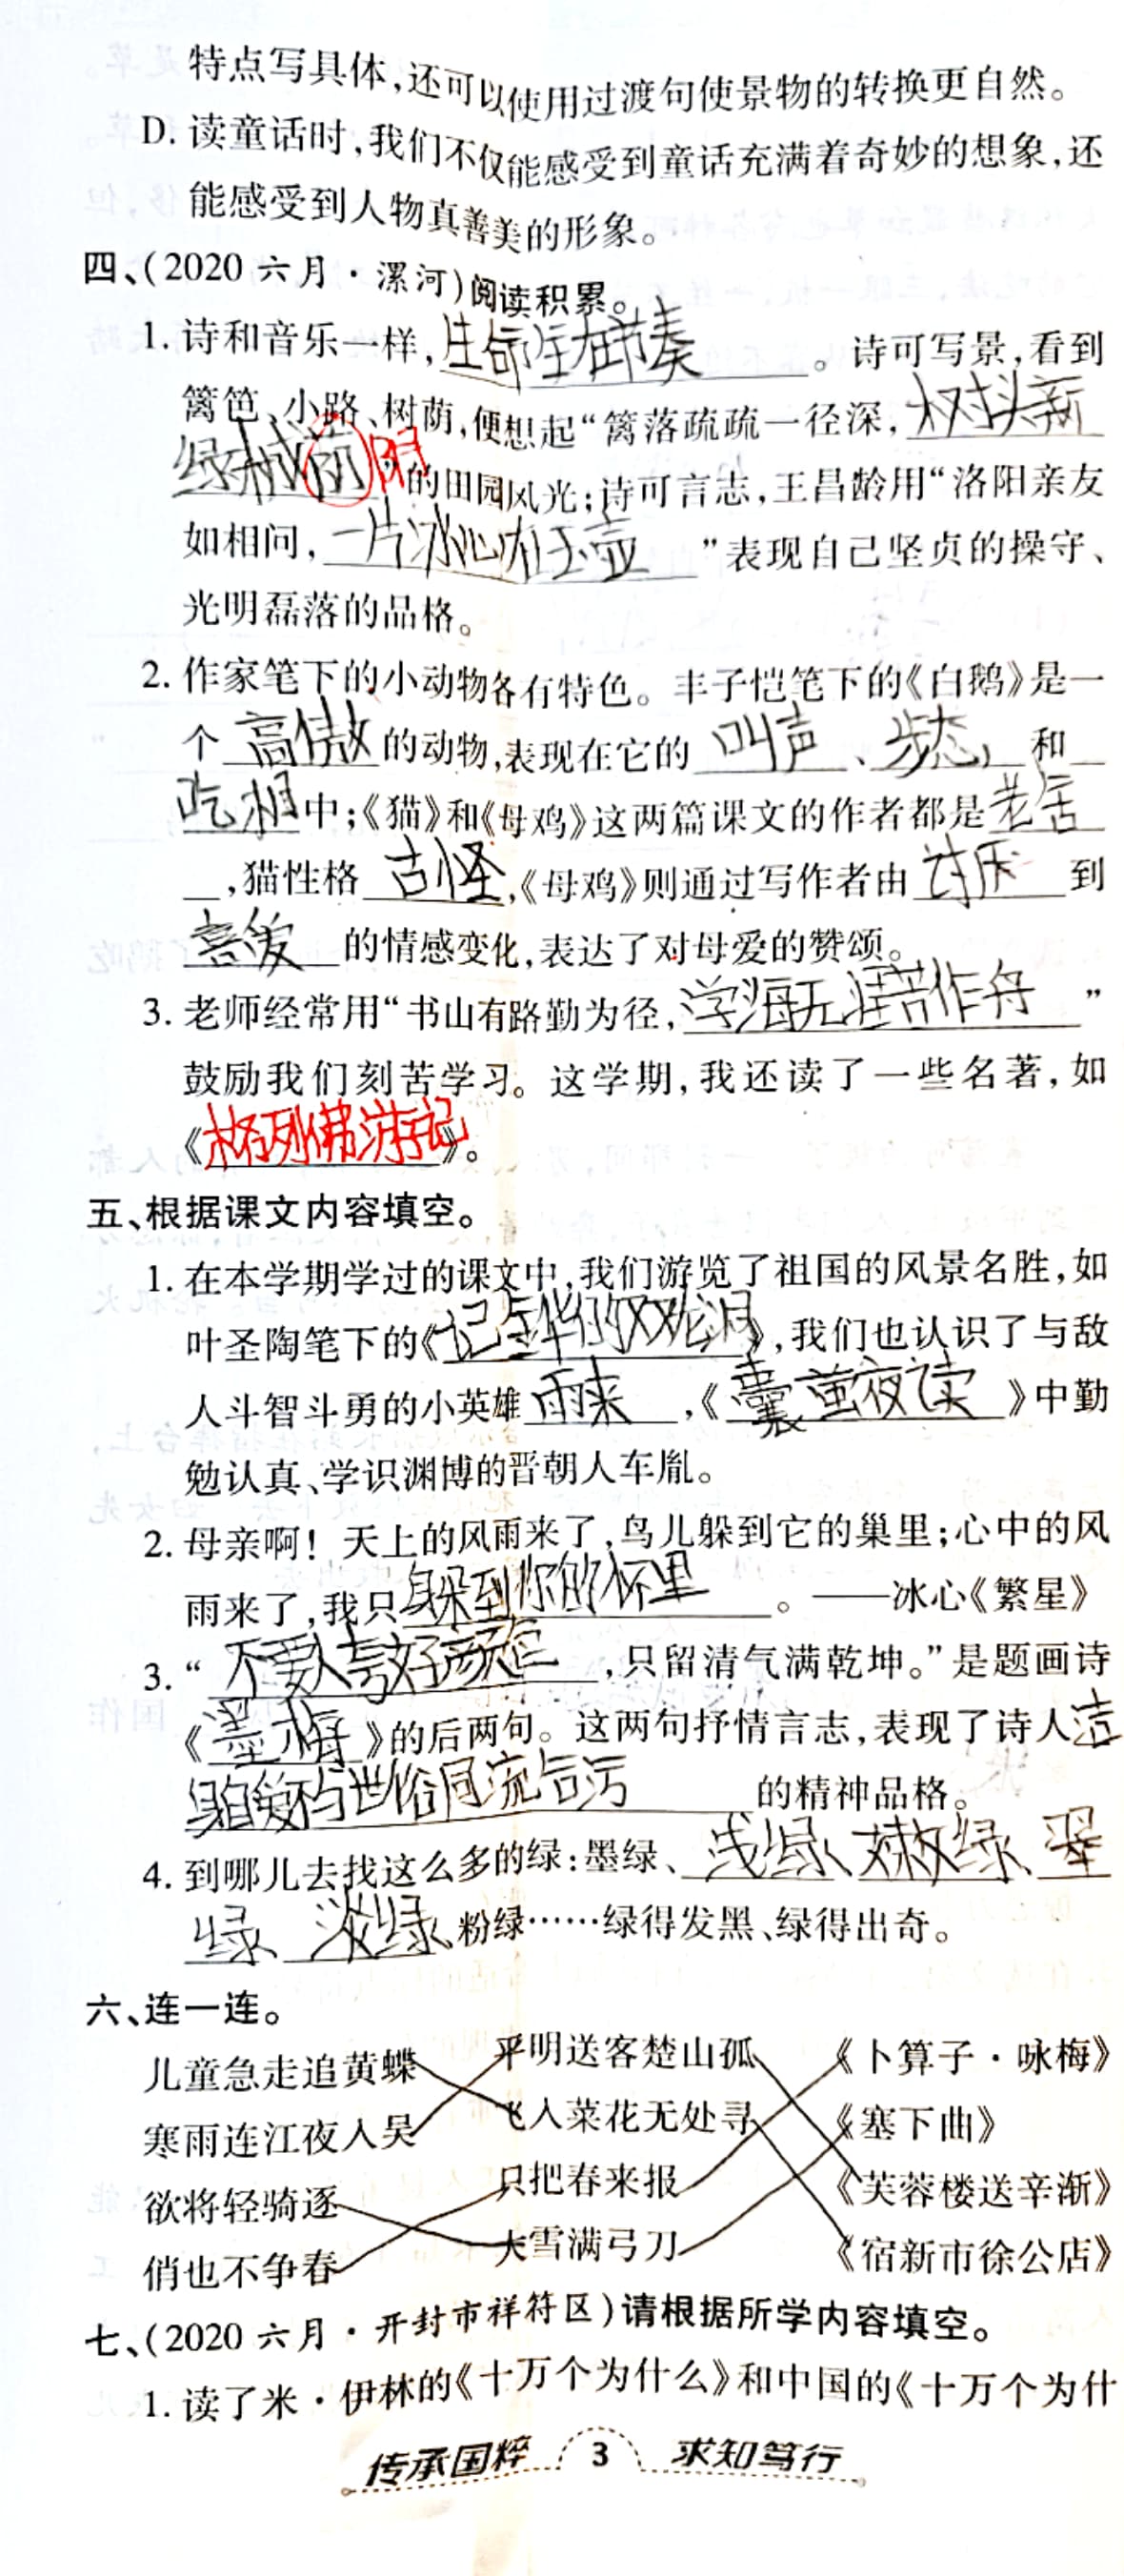 特点写具体,还可以使用过渡句使景物的转换更自然。
D. 读童话时,我们不仅能感受到童话充满着奇妙的想象,还
能感受到人物真善美的形象。
四、(2020 六月·漯河)阅读积累。
1. 诗和音乐一样,生命全在节奏。诗可写景,看到
篱笆、小路、树荫,便想起“篱落疏疏一径深,树头新
绿未成荫阴”的田园风光;诗可言志,王昌龄用“洛阳亲友
如相问,一片冰心在玉壶”表现自己坚贞的操守、
光明磊落的品格。
2. 作家笔下的小动物各有特色。丰子恺笔下的《白鹅》是一
个高傲的动物,表现在它的叫声、步态和
吃相中;《猫》和《母鸡》这两篇课文的作者都是老舍
,猫性格古怪,《母鸡》则通过写作者由讨厌到
喜爱的情感变化,表达了对母爱的赞颂。
3. 老师经常用“书山有路勤为径,学海无涯苦作舟”
鼓励我们刻苦学习。这学期,我还读了一些名著,如
《格列佛游记》。
五、根据课文内容填空。
1. 在本学期学过的课文中,我们游览了祖国的风景名胜,如
叶圣陶笔下的《记金华的双龙洞》,我们也认识了与敌
人斗智斗勇的小英雄雨来,《囊萤夜读》中勤
勉认真、学识渊博的晋朝人车胤。
2. 母亲啊!天上的风雨来了,鸟儿躲到它的巢里;心中的风
雨来了,我只躲到你的怀里。——冰心《繁星》
3. “不要人夸好颜色,只留清气满乾坤。”是题画诗
《墨梅》的后两句。这两句抒情言志,表现了诗人洁
身自爱不与世俗同流合污的精神品格。
4. 到哪儿去找这么多的绿:墨绿、浅绿、嫩绿、翠
绿、淡绿、粉绿……绿得发黑、绿得出奇。
六、连一连。
儿童急走追黄蝶 平明送客楚山孤 《卜算子·咏梅》
寒雨连江夜入吴 飞入菜花无处寻 《塞下曲》
欲将轻骑逐 只把春来报 《芙蓉楼送辛渐》
俏也不争春 大雪满弓刀 《宿新市徐公店》
七、(2020 六月·开封市祥符区)请根据所学内容填空。
1. 读了米·伊林的《十万个为什么》和中国的《十万个为什
传承国粹 3 求知笃行